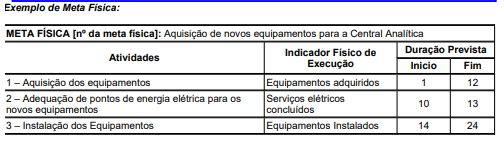 Exemplo de Meta Física:
META FÍSICA [nº da meta física]: Aquisição de novos equipamentos para a Central Analítica
Atividades
Indicador Físico de
Execução
Duração Prevista
Inicio
Fim
1 – Aquisição dos equipamentos
Equipamentos adquiridos
1
12
2 – Adequação de pontos de energia elétrica para os
novos equipamentos
Serviços elétricos
concluídos
10
13
3 – Instalação dos Equipamentos
Equipamentos Instalados
14
24